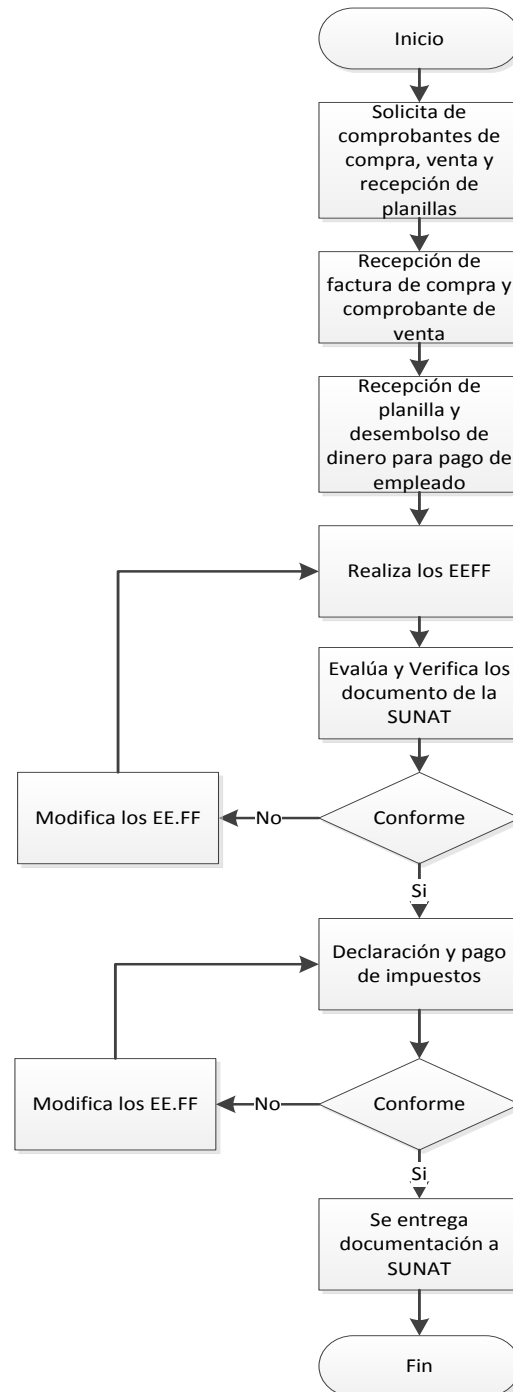 Inicio
Solicita de
comprobantes de
compra, venta y
recepción de
planillas
Recepción de
factura de compra y
comprobante de
venta
Recepción de
planilla y
desembolso de
dinero para pago de
empleado
Realiza los EEFF
Evalúa y Verifica los
documento de la
SUNAT
Modifica los EE.FF
No
Conforme
Si
Declaración y pago
de impuestos
Modifica los EE.FF
No
Conforme
Si
Se entrega
documentación a
SUNAT
Fin